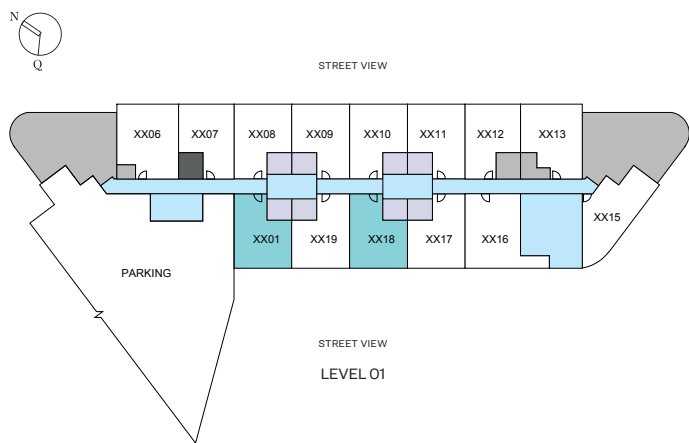 N
Q
STREET VIEW
XX06 XX07 XX08 XX09 XX10 XX11 XX12 XX13
XX15
XX01 XX19 XX18 XX17 XX16
PARKING
STREET VIEW
LEVEL 01